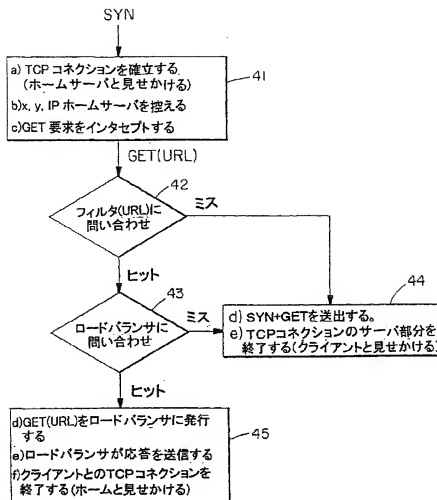 SYN
a) TCP コネクションを確立する
(ホームサーバと見せかける)
b)x, y, IP ホームサーバを控える
c)GET 要求をインタセプトする
41
GET(URL)
42
フィルタ(URL)に
問い合わせ
ミス
ヒット
43
ロードバランサに
問い合わせ
ミス
44
d) SYN+GETを送出する。
e) TCPコネクションのサーバ部分を
終了する(クライアントと見せかける)
ヒット
d)GET(URL)をロードバランサに発行
する
e)ロードバランサが応答を送信する
f)クライアントとのTCPコネクションを
終了する(ホームと見せかける)
45